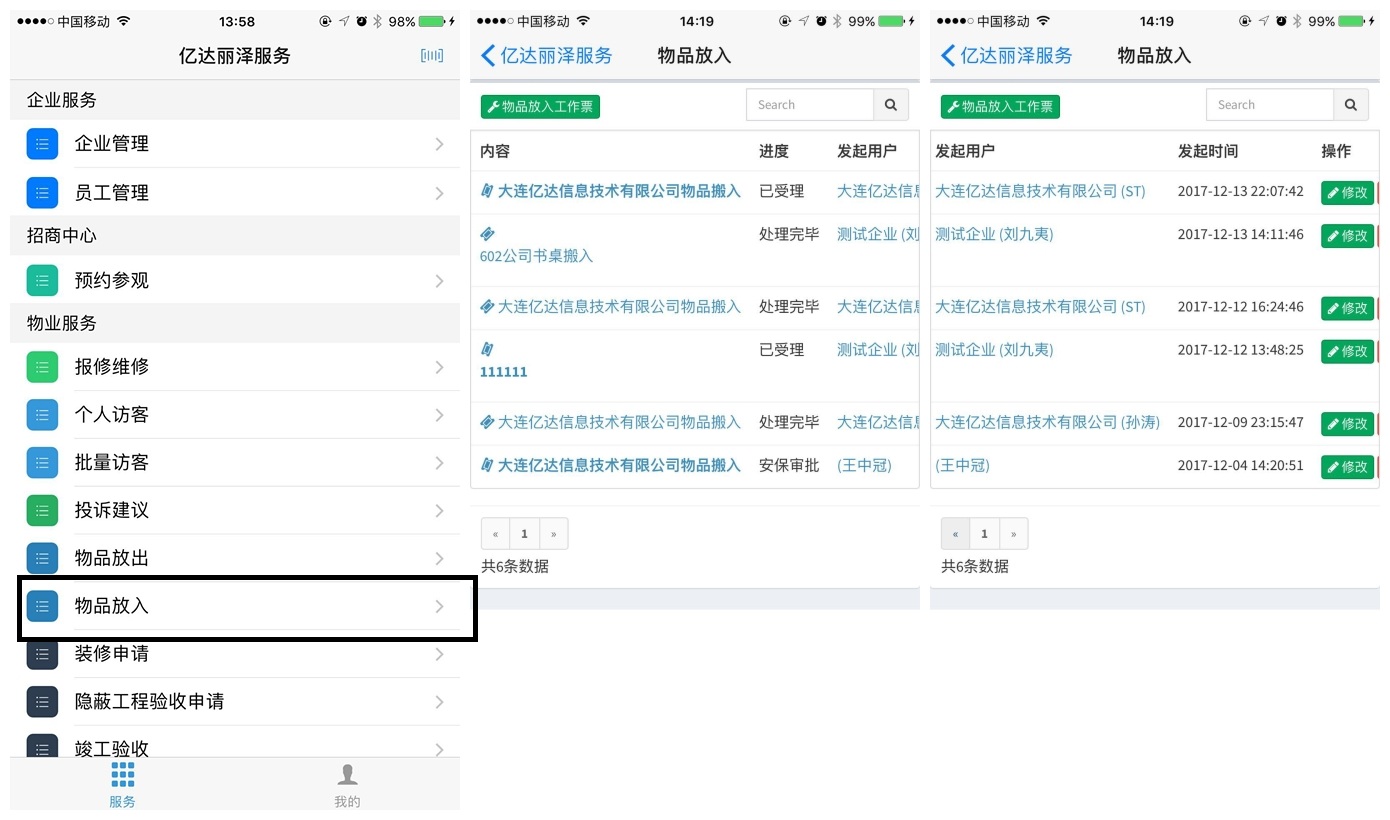 中国移动 13:58 98%
亿达丽泽服务
企业服务
企业管理
员工管理
招商中心
预约参观
物业服务
报修维修
个人访客
批量访客
投诉建议
物品放出
物品放入
装修申请
隐蔽工程验收申请
竣工验收
服务 我的
中国移动 14:19 99%
亿达丽泽服务 物品放入
物品放入工作票 Search
内容 进度 发起用户
大连亿达信息技术有限公司物品搬入 已受理 大连亿达信息
处理完毕 测试企业 (刘
602公司书桌搬入
大连亿达信息技术有限公司物品搬入 处理完毕 大连亿达信息
已受理 测试企业 (刘
111111
大连亿达信息技术有限公司物品搬入 处理完毕 大连亿达信息
大连亿达信息技术有限公司物品搬入 安保审批 (王中冠)
« 1 »
共6条数据
中国移动 14:19 99%
亿达丽泽服务 物品放入
物品放入工作票 Search
发起用户 发起时间 操作
大连亿达信息技术有限公司 (ST) 2017-12-13 22:07:42 修改
测试企业 (刘九夷) 2017-12-13 14:11:46 修改
大连亿达信息技术有限公司 (ST) 2017-12-12 16:24:46 修改
测试企业 (刘九夷) 2017-12-12 13:48:25 修改
大连亿达信息技术有限公司 (孙涛) 2017-12-09 23:15:47 修改
(王中冠) 2017-12-04 14:20:51 修改
« 1 »
共6条数据